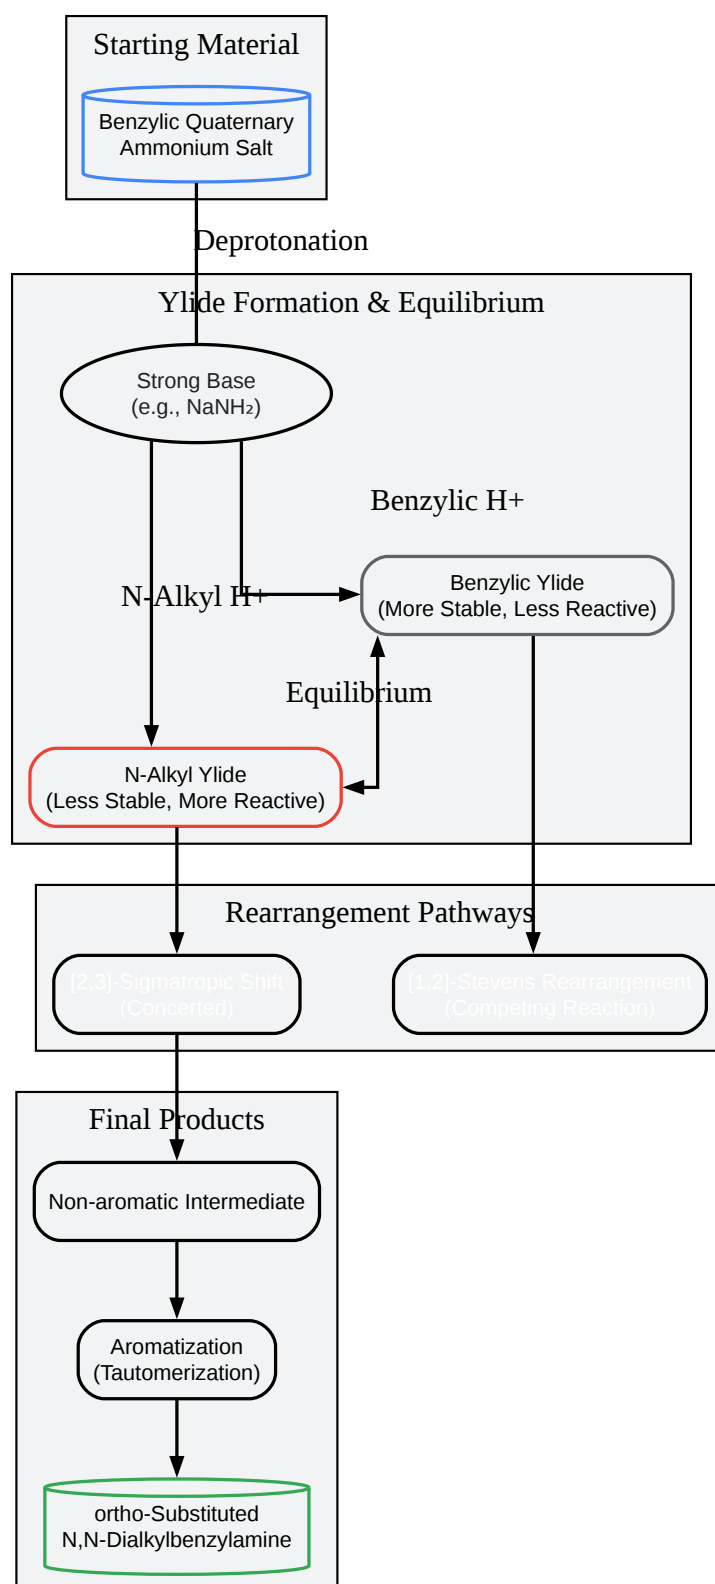 Starting Material
Benzylic Quaternary
Ammonium Salt
Deprotonation
Ylide Formation & Equilibrium
Strong Base
(e.g., NaNH₂)
Benzylic H+
Benzylic Ylide
(More Stable, Less Reactive)
N-Alkyl H+
Equilibrium
N-Alkyl Ylide
(Less Stable, More Reactive)
Rearrangement Pathways
[2,3]-Sigmatropic Shift
(Concerted)
[1,2]-Stevens Rearrangement
(Competing Reaction)
Final Products
Non-aromatic Intermediate
Aromatization
(Tautomerization)
ortho-Substituted
N,N-Dialkylbenzylamine